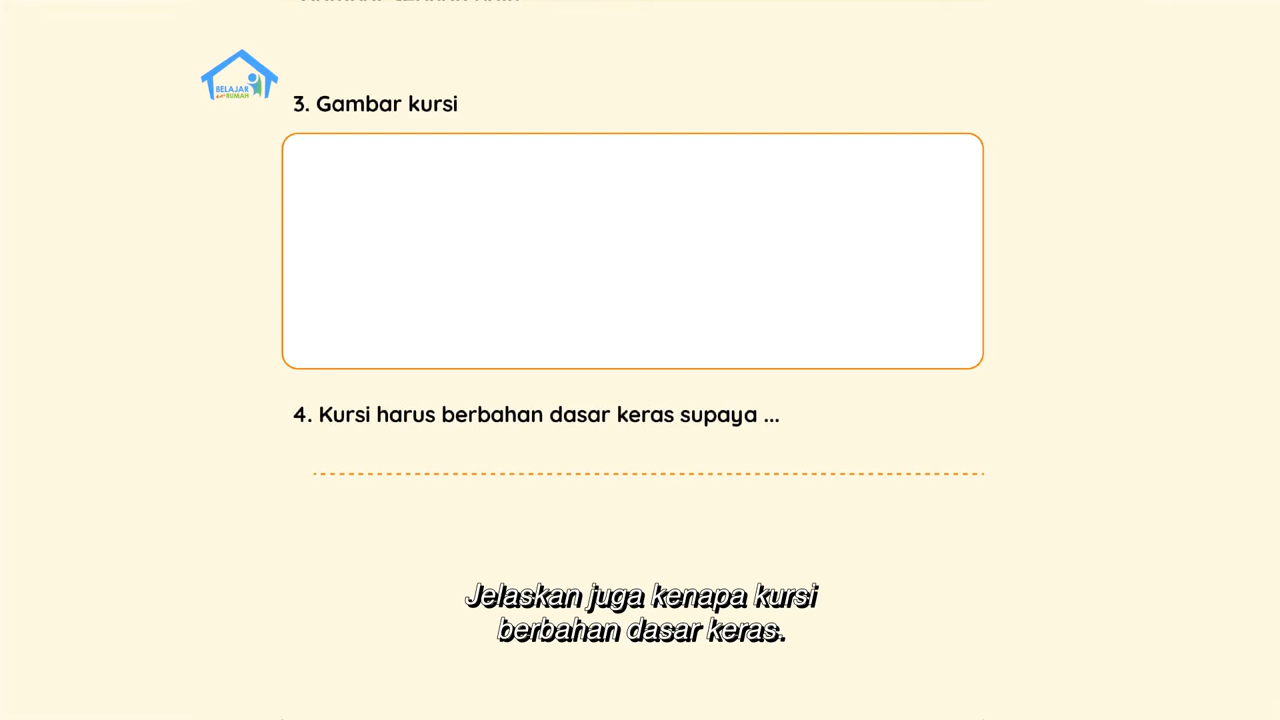 BELAJAR
dari RUMAH
3. Gambar kursi
4. Kursi harus berbahan dasar keras supaya ...
Jelaskan juga kenapa kursi
berbahan dasar keras.